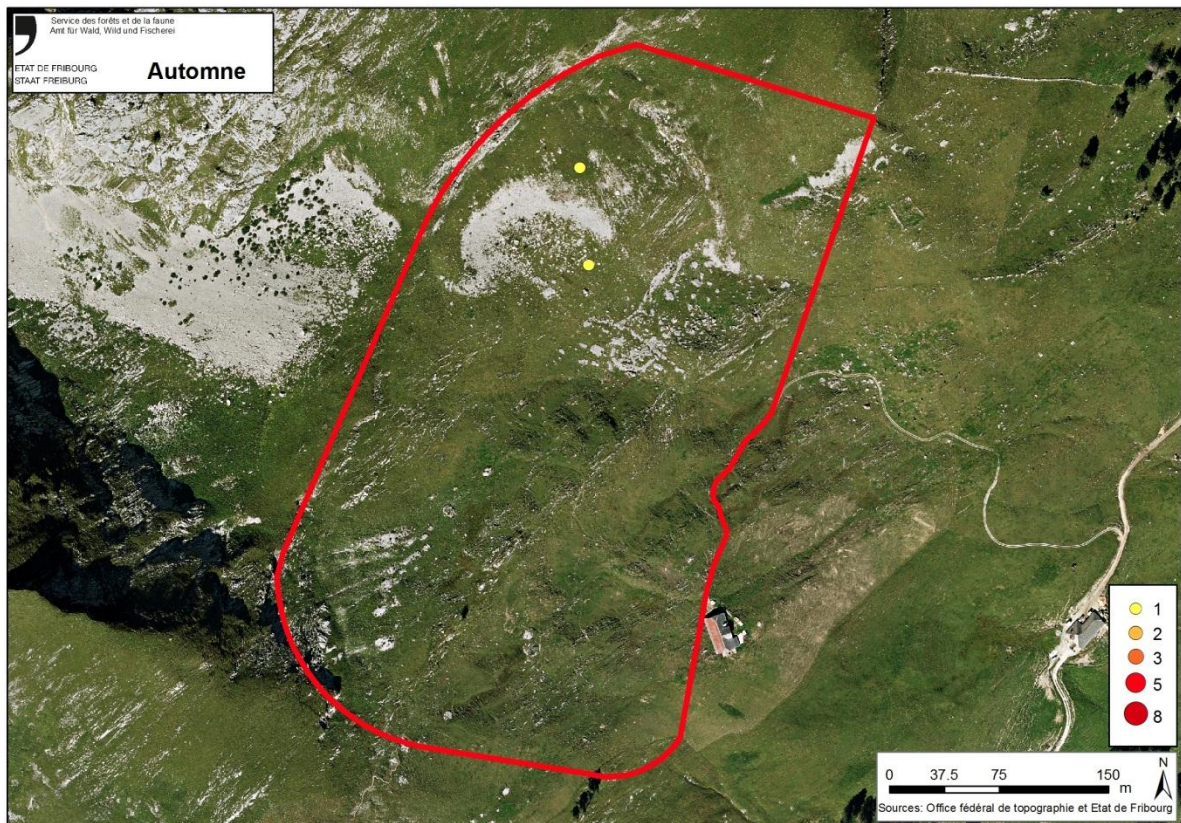 Service des forêts et de la faune
Amt für Wald, Wild und Fischerei
ETAT DE FRIBOURG
STAAT FREIBURG
Automne
1
2
3
5
8
0 37.5 75 150
m
N
Sources: Office fédéral de topographie et Etat de Fribourg